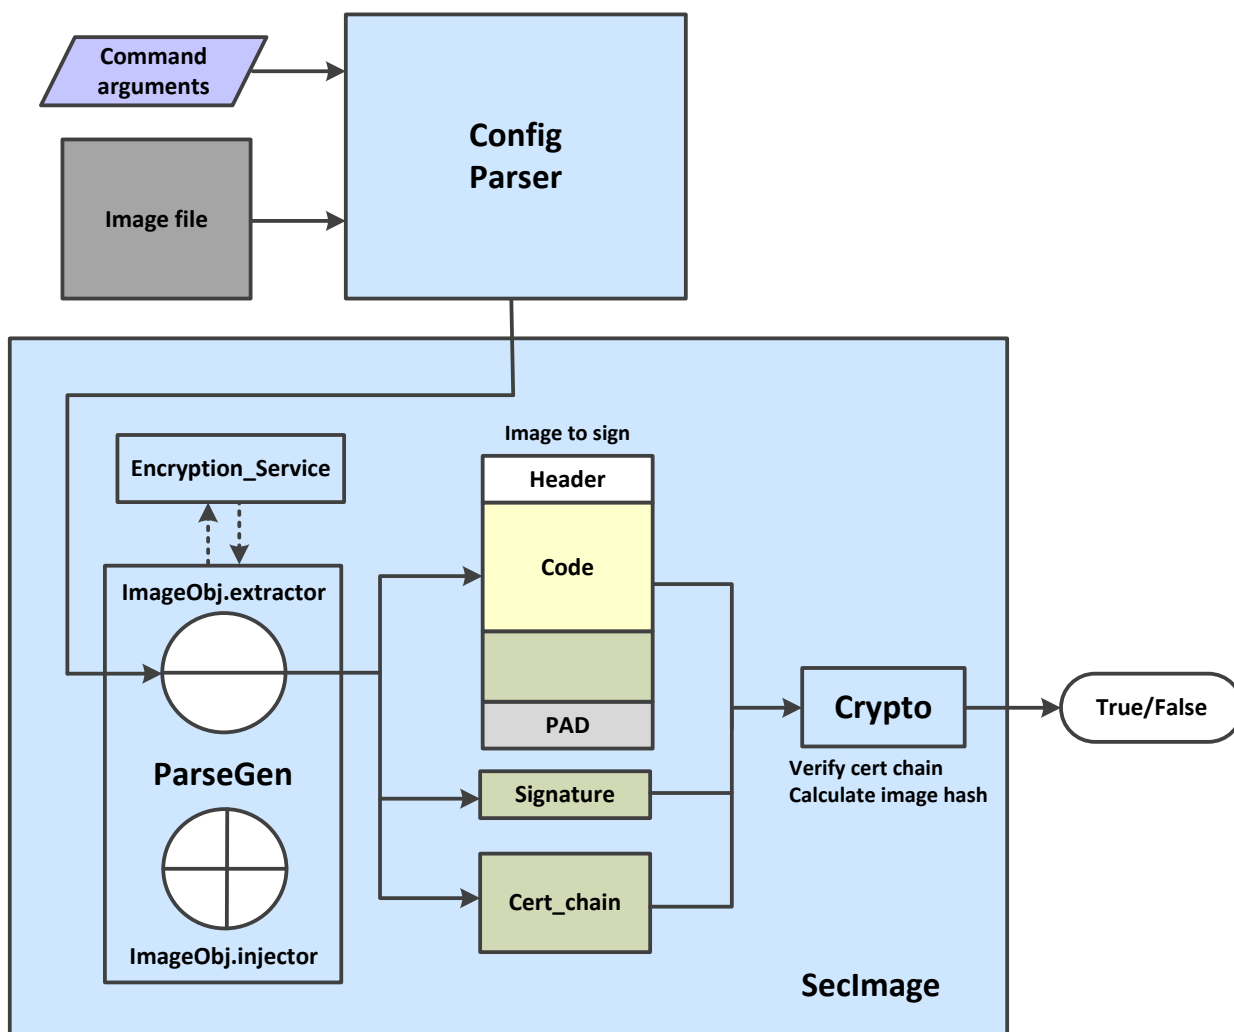 Command
arguments
Config
Parser
Image file
Encryption_Service
Image to sign
Header
Code
ImageObj.extractor
PAD
ParseGen
Signature
Cert_chain
ImageObj.injector
Crypto
Verify cert chain
Calculate image hash
True/False
SecImage